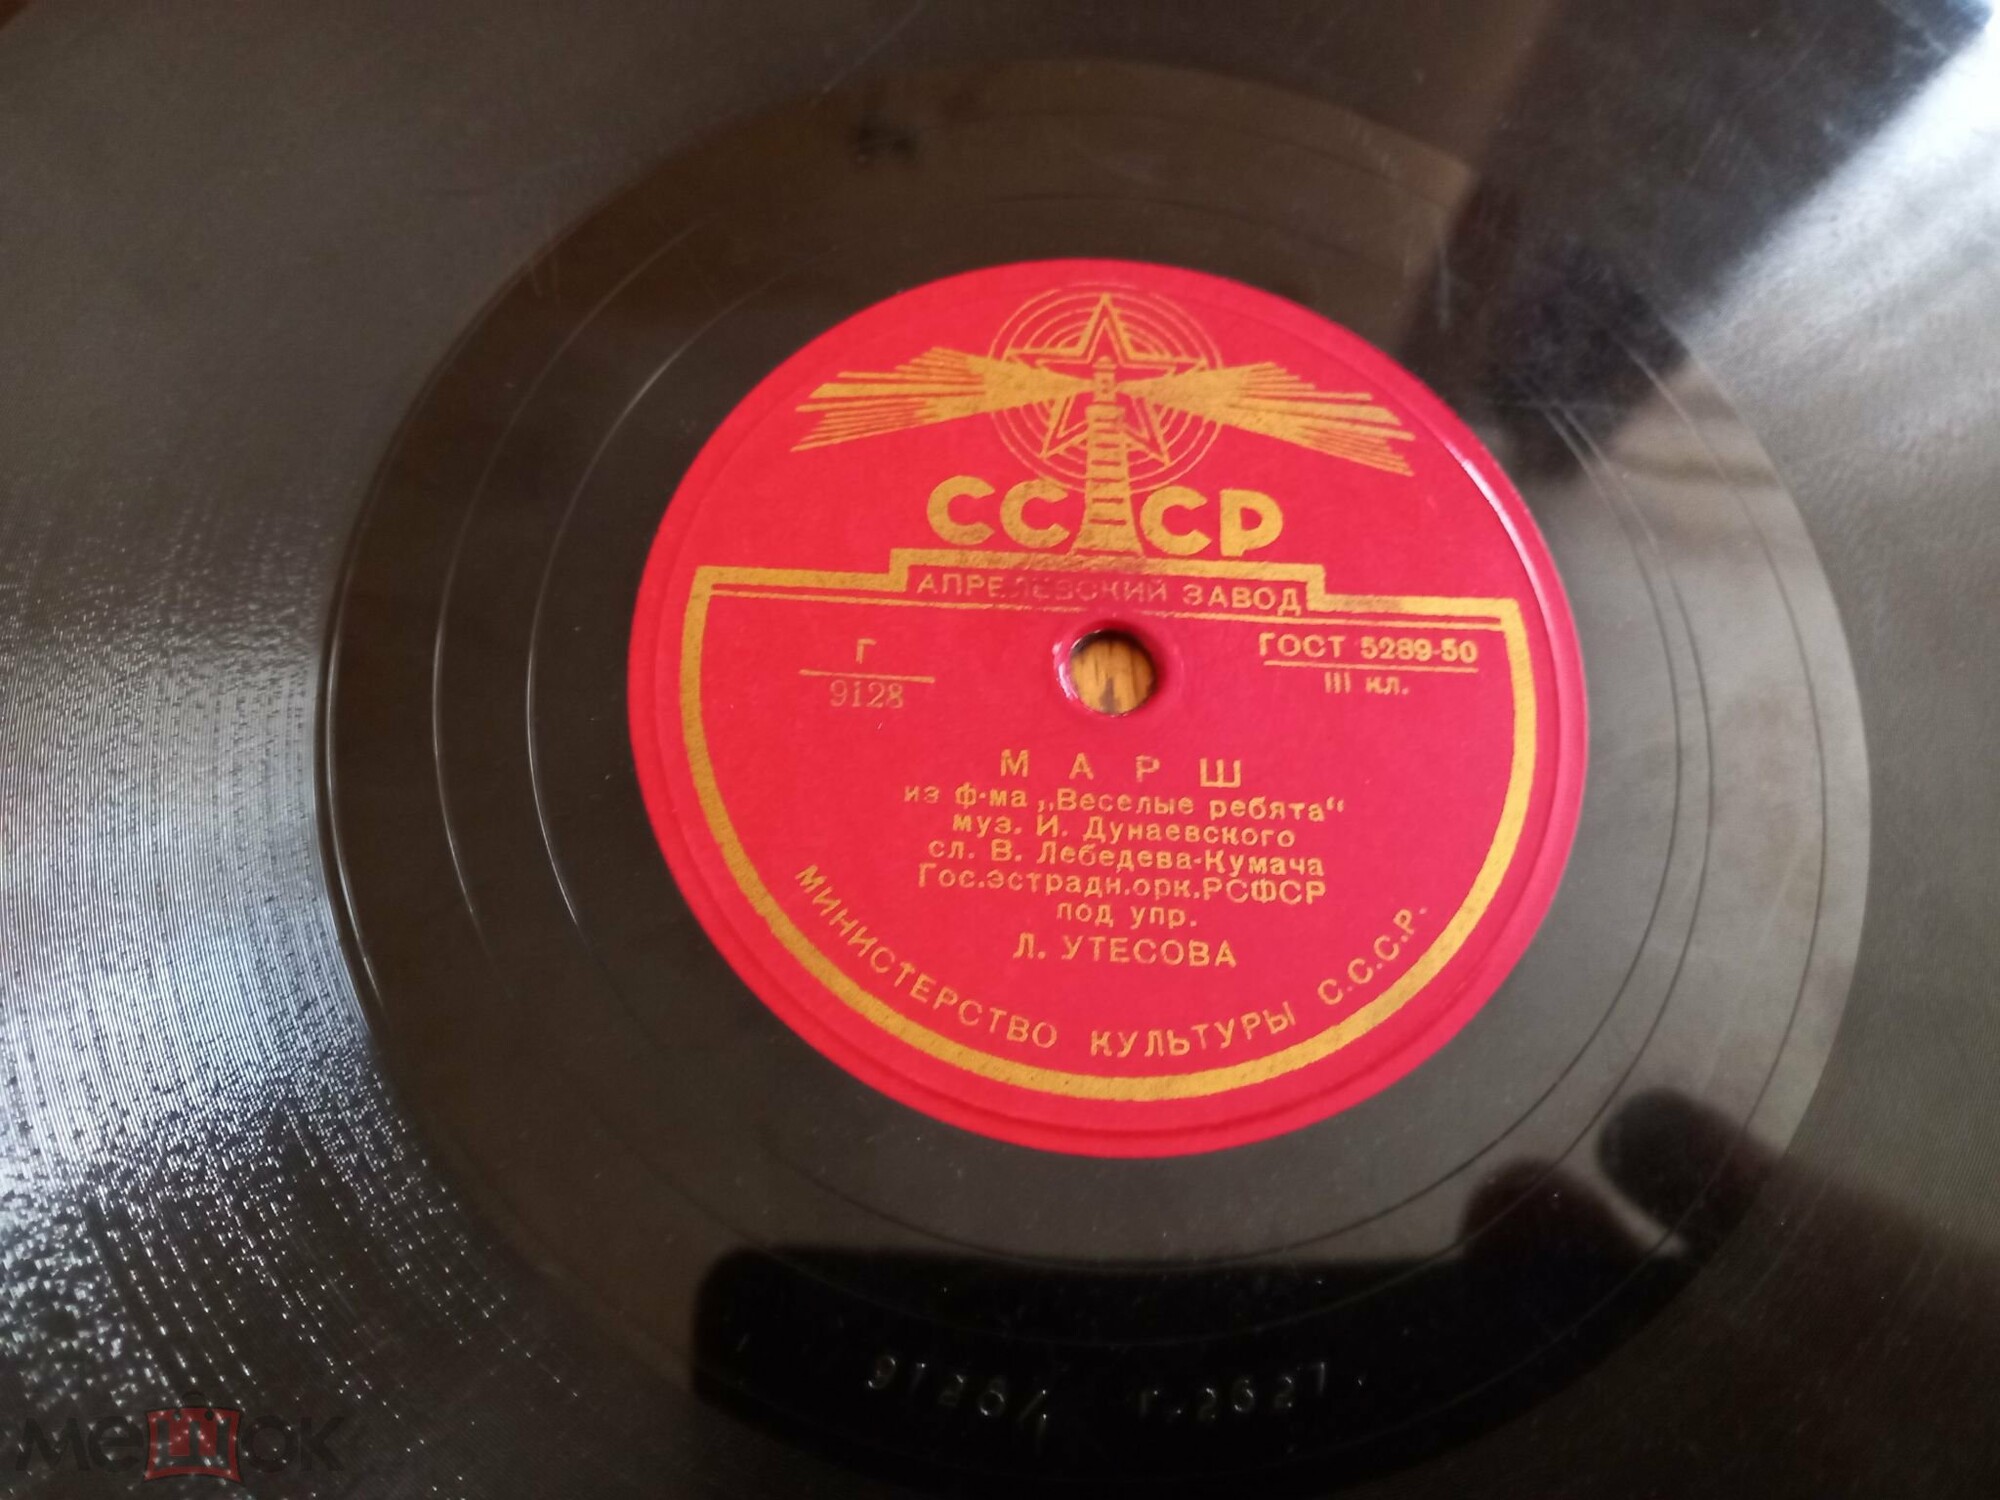 СССР
АПРЕЛЕВСКИЙ ЗАВОД
Г
9128
ГОСТ 5289-50
III кл.
МАРШ
из ф-ма „Веселые ребята“
муз. И. Дунаевского
сл. В. Лебедева-Кумача
Гос.эстрадн.орк.РСФСР
под упр.
Л. УТЕСОВА
МИНИСТЕРСТВО КУЛЬТУРЫ С.С.С.Р.
мешок